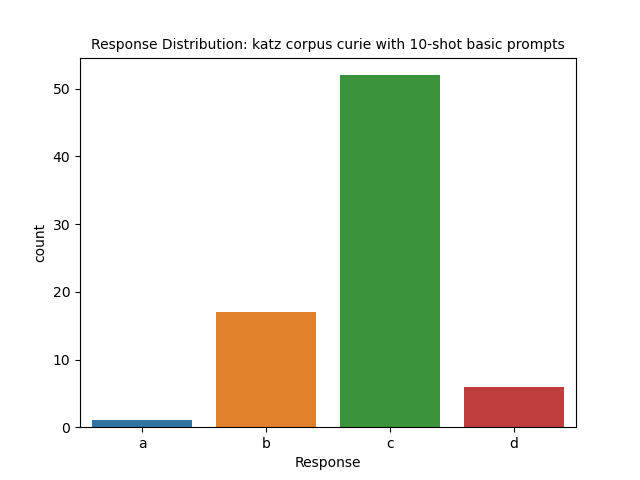 Response Distribution: katz corpus curie with 10-shot basic prompts
50
40
30
20
10
0
count
a b c d
Response